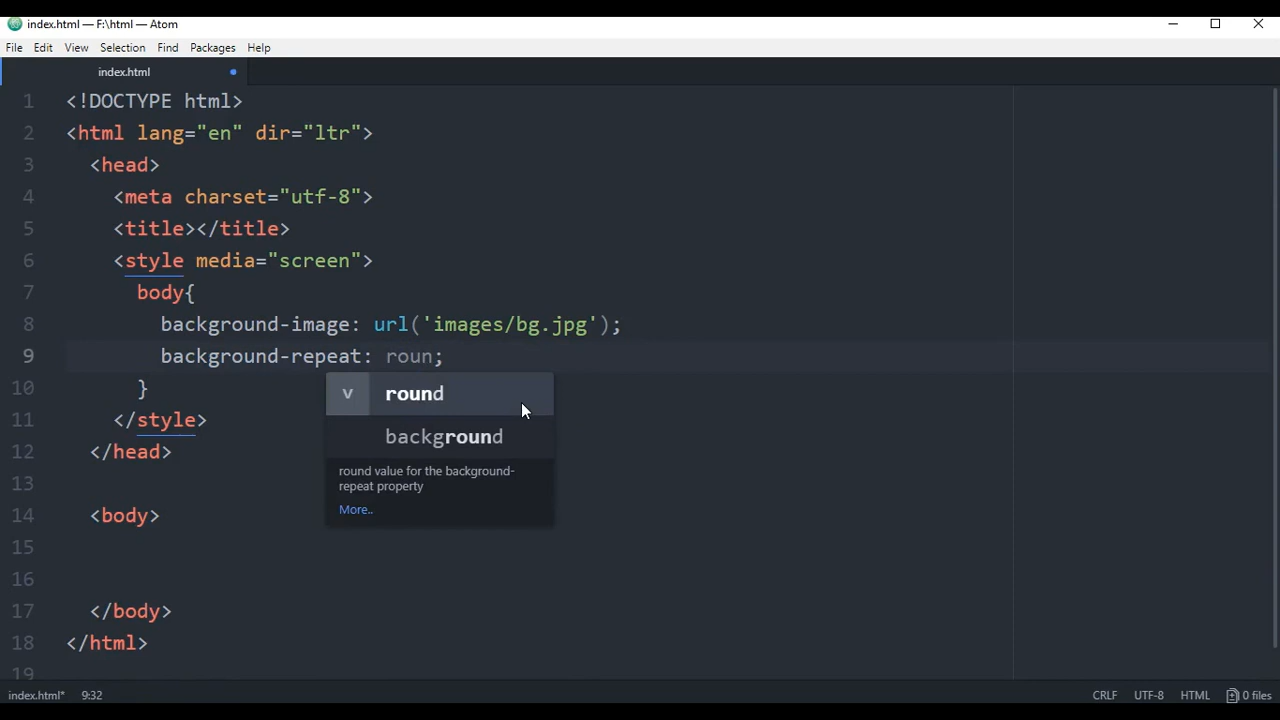 index.html — F:\html — Atom
File Edit View Selection Find Packages Help
index.html
1 <!DOCTYPE html>
2 <html lang="en" dir="ltr">
3 <head>
4 <meta charset="utf-8">
5 <title></title>
6 <style media="screen">
7 body{
8 background-image: url('images/bg.jpg');
9 background-repeat: roun;
10 }
11 </style>
12 </head>
13
14 <body>
15
16
17 </body>
18 </html>
19
v round
background
round value for the background-
repeat property
More..
index.html* 9:32 CRLF UTF-8 HTML 0 files